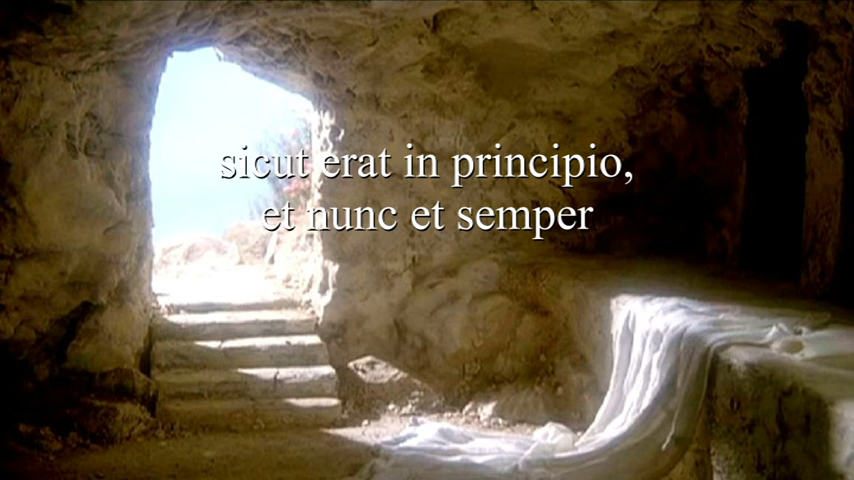 sicut erat in principio,
et nunc et semper